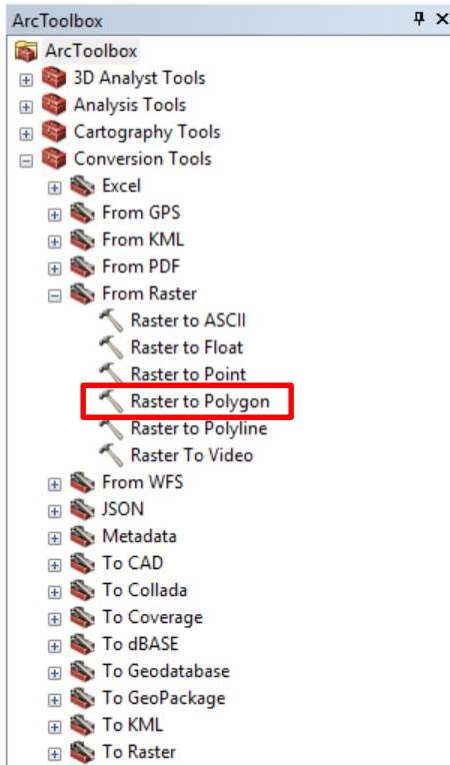 ArcToolbox
ArcToolbox
3D Analyst Tools
Analysis Tools
Cartography Tools
Conversion Tools
Excel
From GPS
From KML
From PDF
From Raster
Raster to ASCII
Raster to Float
Raster to Point
Raster to Polygon
Raster to Polyline
Raster To Video
From WFS
JSON
Metadata
To CAD
To Collada
To Coverage
To dBASE
To Geodatabase
To GeoPackage
To KML
To Raster